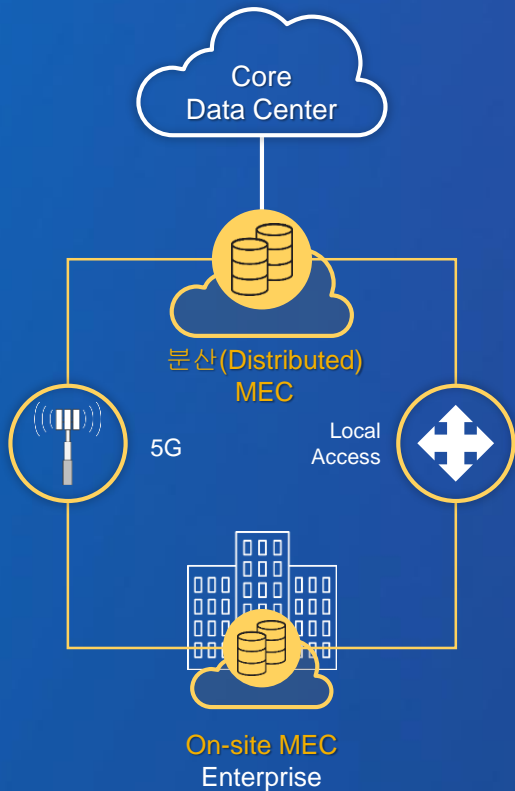 Core
Data Center
분산(Distributed)
MEC
5G
Local
Access
On-site MEC
Enterprise